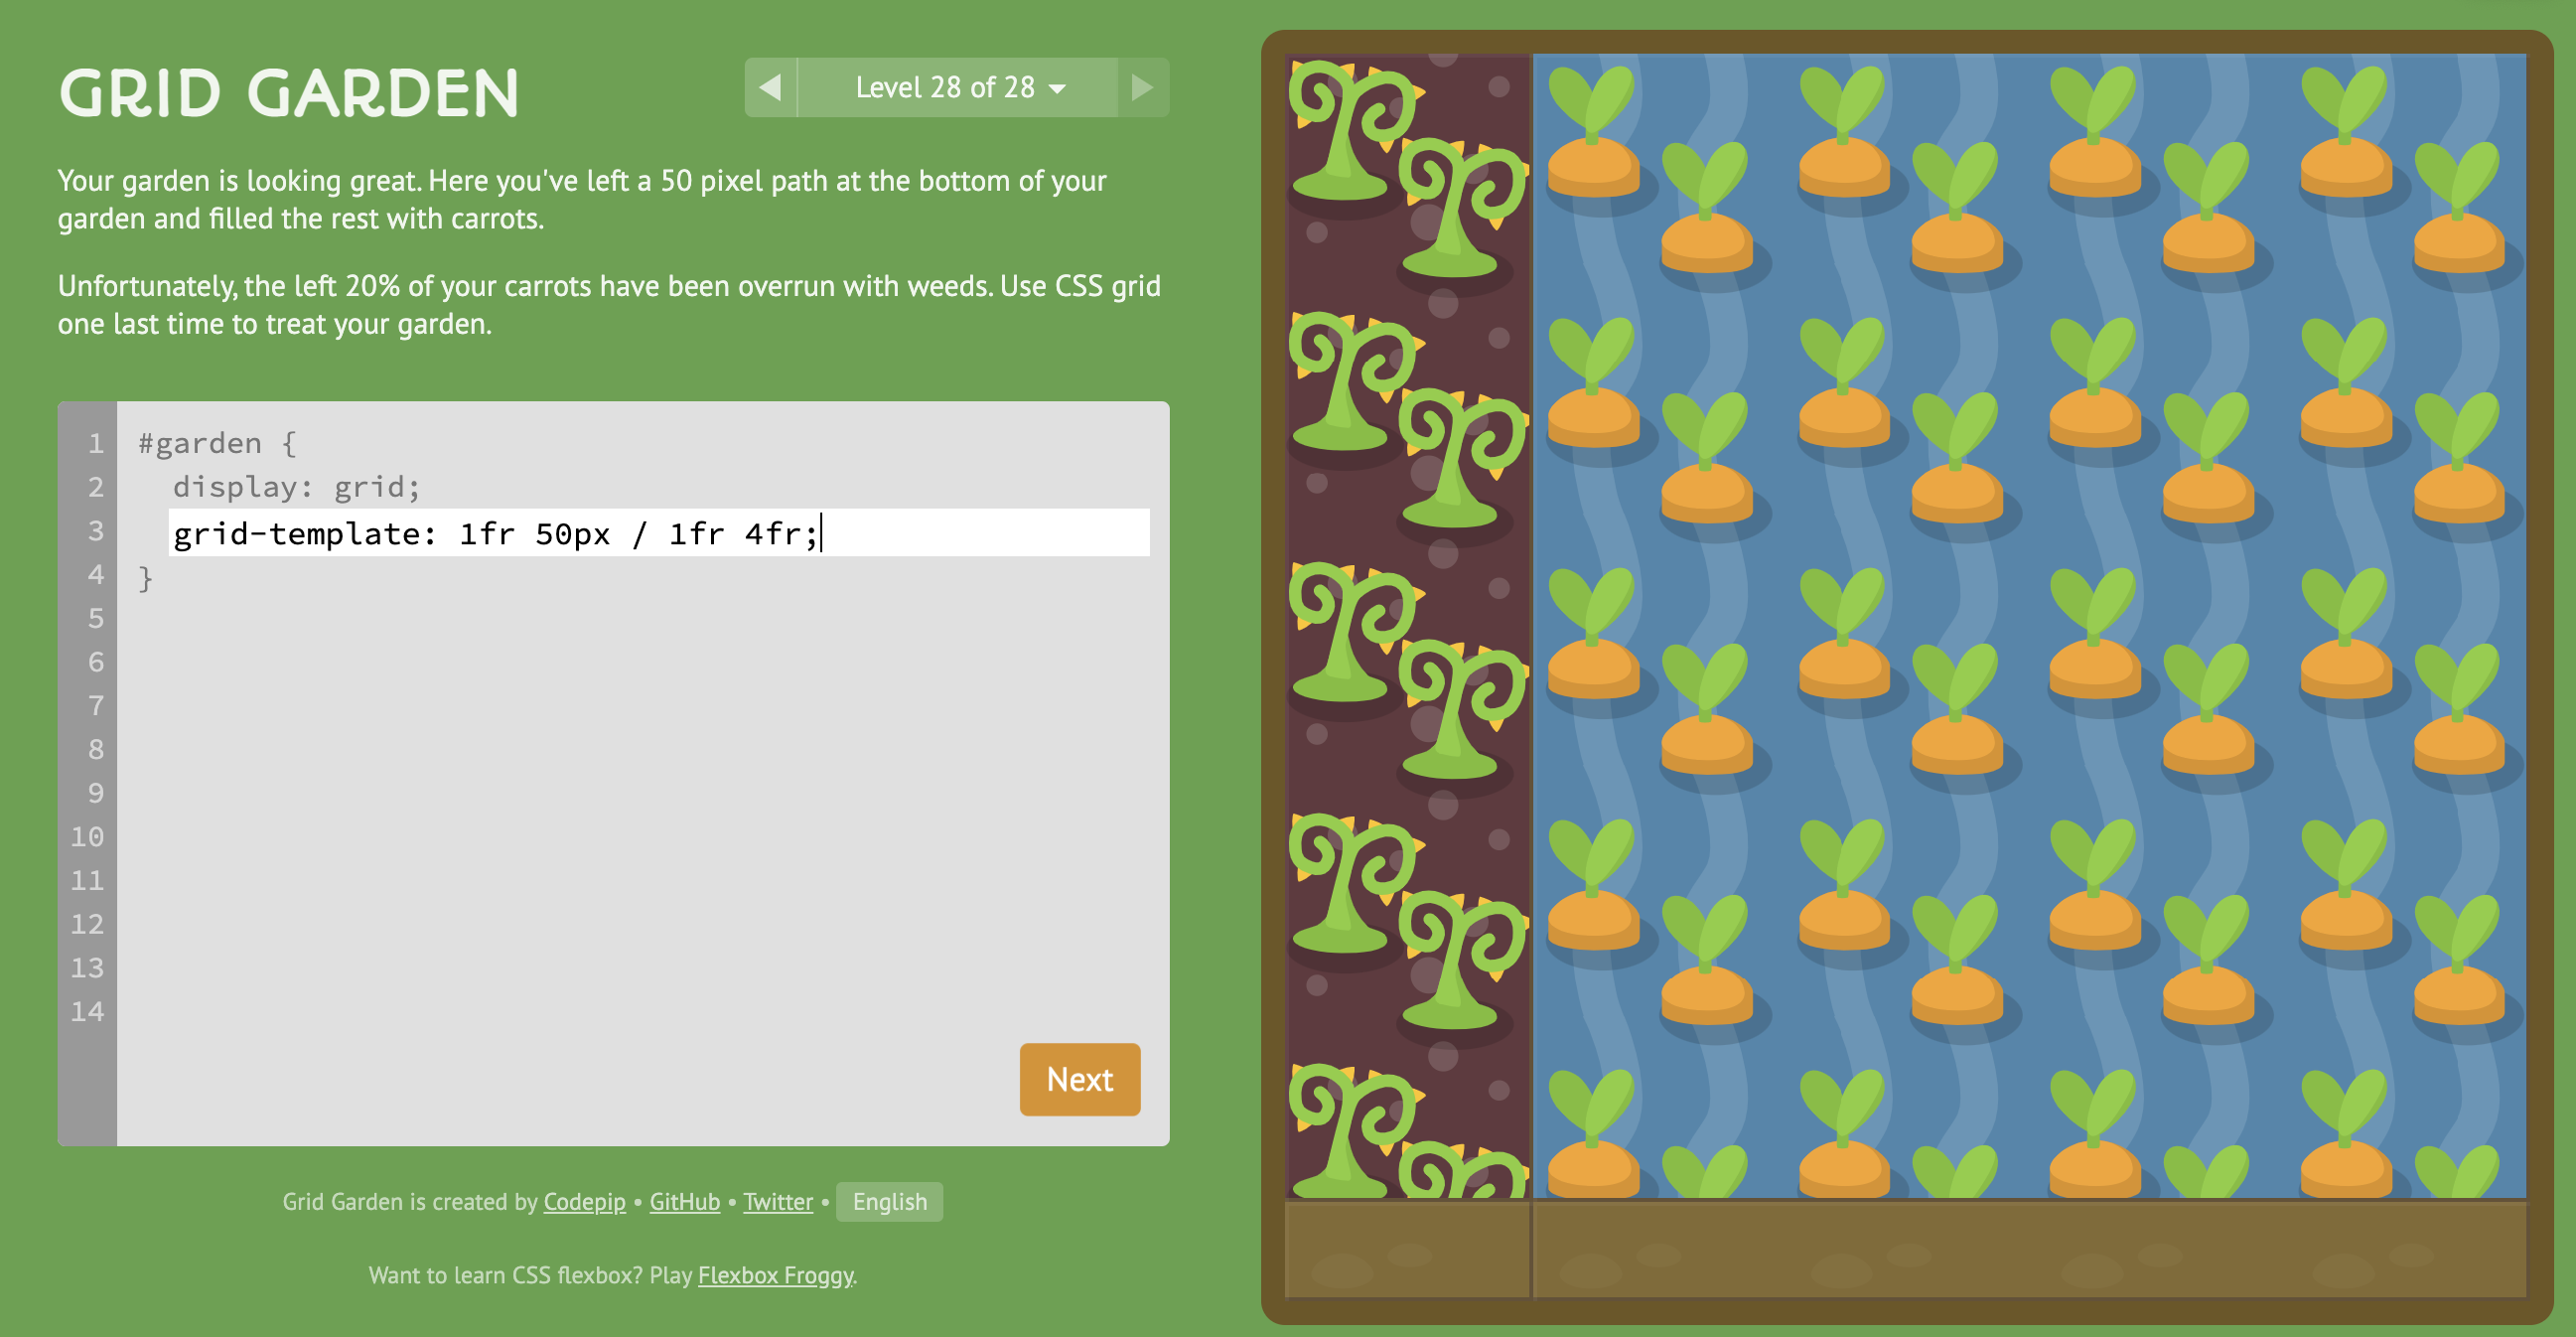 GRID GARDEN
Level 28 of 28
Your garden is looking great. Here you've left a 50 pixel path at the bottom of your
garden and filled the rest with carrots.
Unfortunately, the left 20% of your carrots have been overrun with weeds. Use CSS grid
one last time to treat your garden.
1 #garden {
2 display: grid;
3 grid-template: 1fr 50px / 1fr 4fr;
4 }
5
6
7
8
9
10
11
12
13
14
Next
Grid Garden is created by Codepip • GitHub • Twitter • English
Want to learn CSS flexbox? Play Flexbox Froggy.